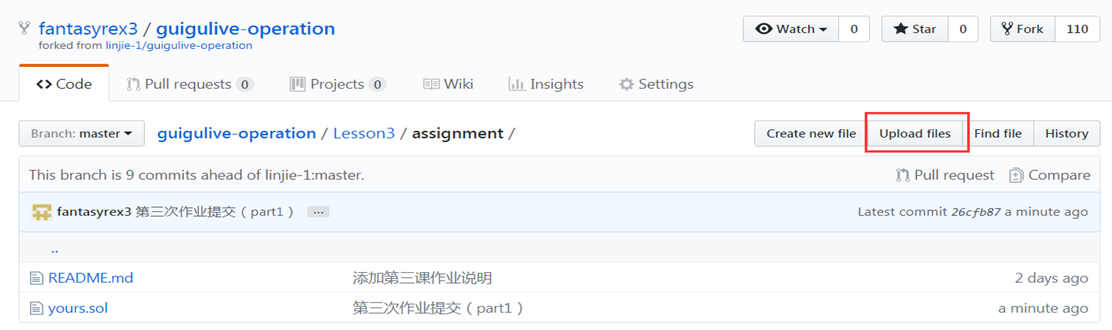 fantasyrex3 / guigulive-operation Watch 0 Star 0 Fork 110
forked from linjie-1/guigulive-operation
Code Pull requests 0 Projects 0 Wiki Insights Settings
Branch: master guigulive-operation / Lesson3 / assignment / Create new file Upload files Find file History
This branch is 9 commits ahead of linjie-1:master. Pull request Compare
fantasyrex3 第三次作业提交（part1） ... Latest commit 26cfb87 a minute ago
..
README.md 添加第三课作业说明 2 days ago
yours.sol 第三次作业提交（part1） a minute ago